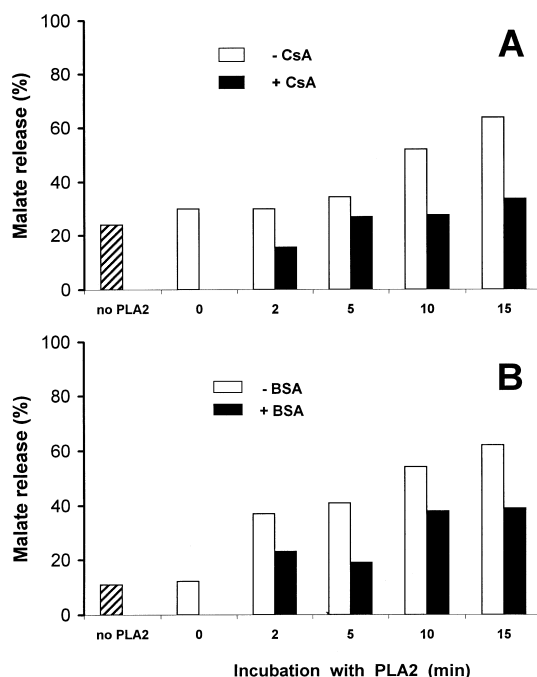 A
- CsA
+ CsA
Malate release (%)
100
80
60
40
20
0
no PLA2 0 2 5 10 15
B
- BSA
+ BSA
Malate release (%)
100
80
60
40
20
0
no PLA2 0 2 5 10 15
Incubation with PLA2 (min)